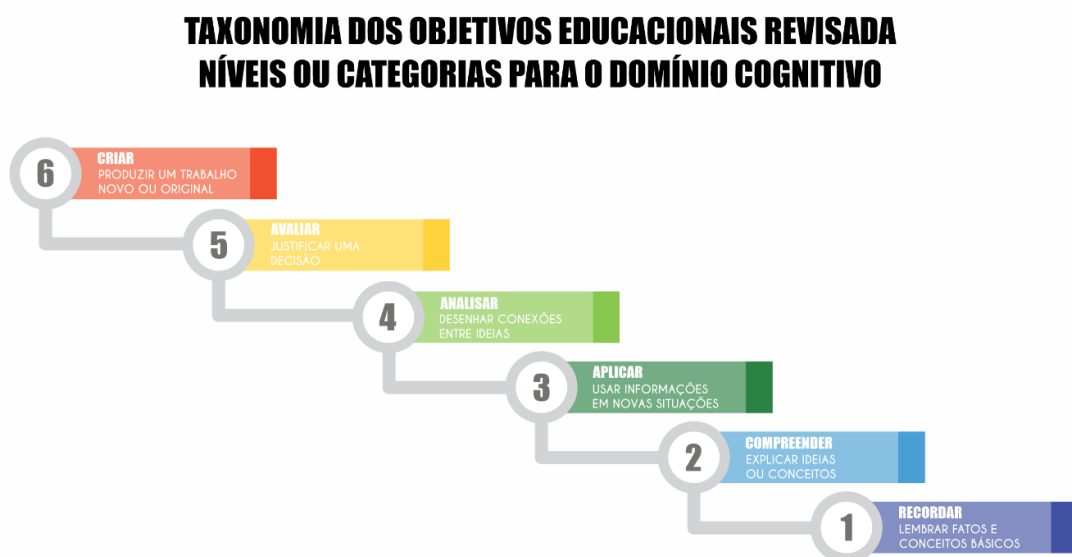 TAXONOMIA DOS OBJETIVOS EDUCACIONAIS REVISADA
NÍVEIS OU CATEGORIAS PARA O DOMÍNIO COGNITIVO
6
CRIAR
PRODUZIR UM TRABALHO
NOVO OU ORIGINAL
5
AVALIAR
JUSTIFICAR UMA
DECISÃO
4
ANALISAR
DESENHAR CONEXÕES
ENTRE IDEIAS
3
APLICAR
USAR INFORMAÇÕES
EM NOVAS SITUAÇÕES
2
COMPREENDER
EXPLICAR IDEIAS
OU CONCEITOS
1
RECORDAR
LEMBRAR FATOS E
CONCEITOS BÁSICOS